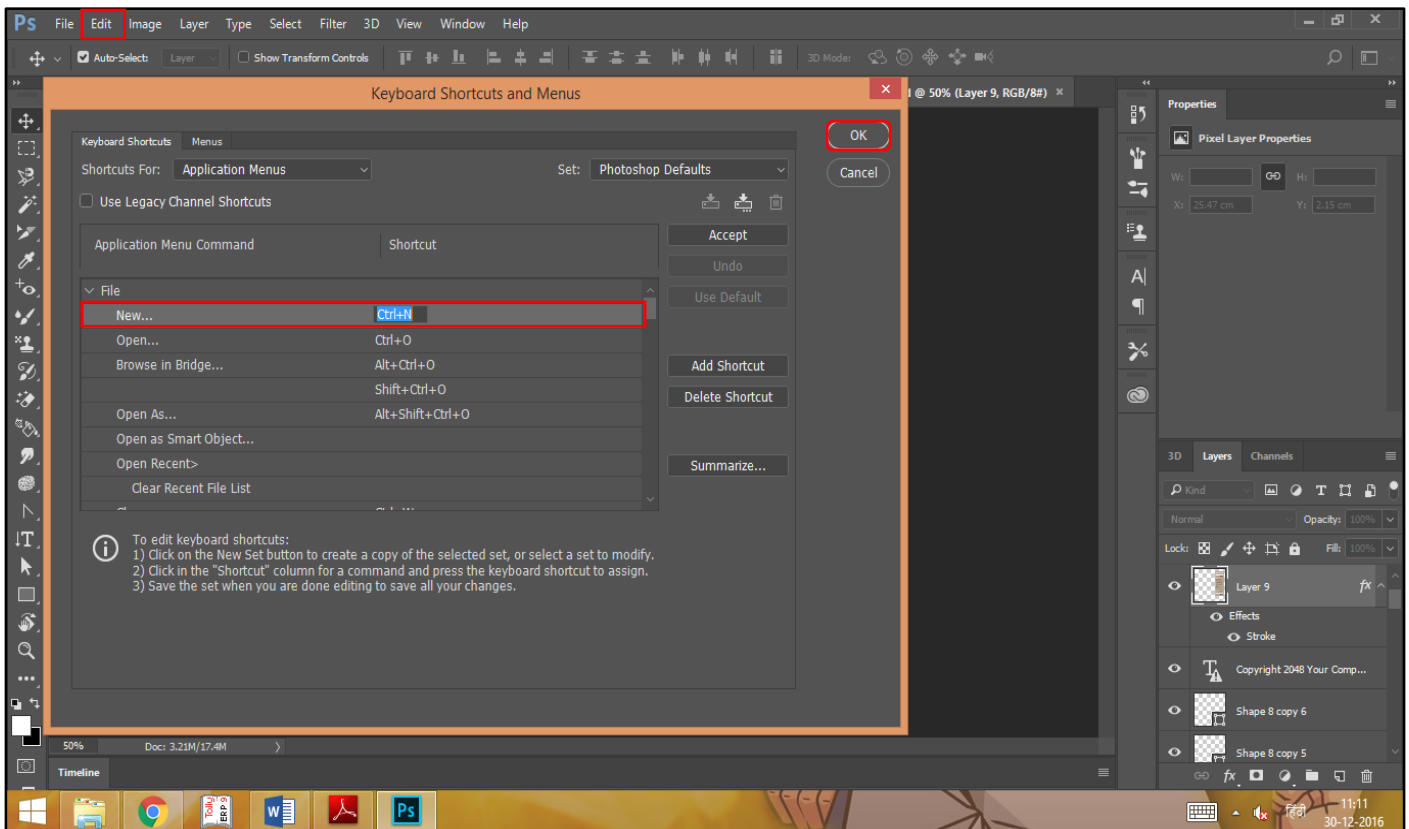 Ps File Edit Image Layer Type Select Filter 3D View Window Help
Auto-Select: Layer Show Transform Controls 3D Mode:
Keyboard Shortcuts and Menus
@ 50% (Layer 9, RGB/8#) ×
Keyboard Shortcuts Menus
Shortcuts For: Application Menus Set: Photoshop Defaults
Use Legacy Channel Shortcuts
Application Menu Command Shortcut
File
New... Ctrl+N
Open... Ctrl+O
Browse in Bridge... Alt+Ctrl+O
Shift+Ctrl+O
Open As... Alt+Shift+Ctrl+O
Open as Smart Object...
Open Recent>
Clear Recent File List
OK
Cancel
Accept
Undo
Use Default
Add Shortcut
Delete Shortcut
Summarize...
To edit keyboard shortcuts:
1) Click on the New Set button to create a copy of the selected set, or select a set to modify.
2) Click in the "Shortcut" column for a command and press the keyboard shortcut to assign.
3) Save the set when you are done editing to save all your changes.
Properties
Pixel Layer Properties
W: H:
X: 25.47 cm Y: 2.15 cm
3D Layers Channels
Kind
Normal Opacity: 100%
Lock: Fill: 100%
Layer 9 fx
Effects
Stroke
Copyright 2048 Your Comp...
Shape 8 copy 6
Shape 8 copy 5
fx
50% Doc: 3.21M/17.4M
Timeline
Tally ERP 9
W
Ps
हिंदी
11:11
30-12-2016